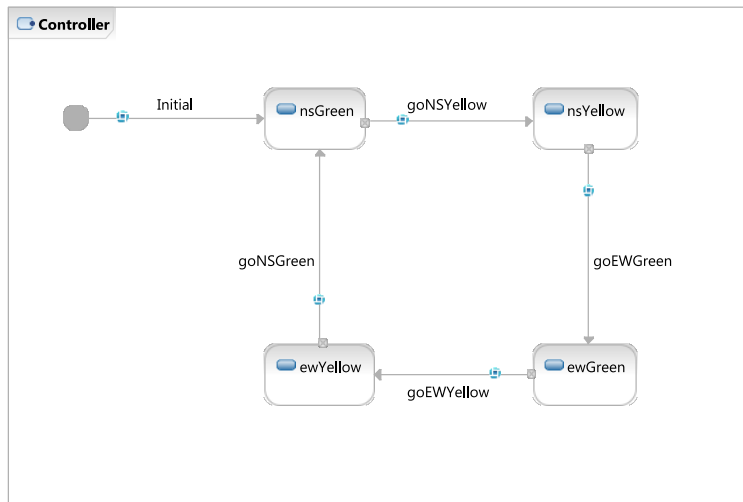 Controller
Initial
nsGreen
goNSYellow
nsYellow
goNSGreen
goEWGreen
ewYellow
goEWYellow
ewGreen